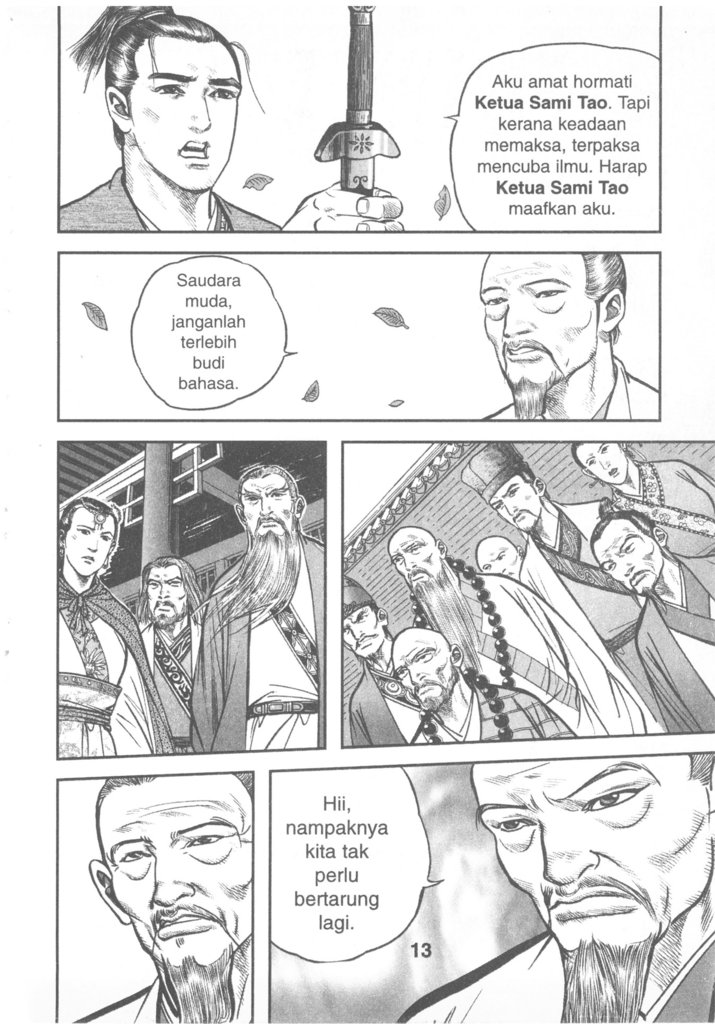 Aku amat hormati
Ketua Sami Tao. Tapi
kerana keadaan
memaksa, terpaksa
mencuba ilmu. Harap
Ketua Sami Tao
maafkan aku.
Saudara
muda,
janganlah
terlebih
budi
bahasa.
Hii,
nampaknya
kita tak
perlu
bertarung
lagi.
13